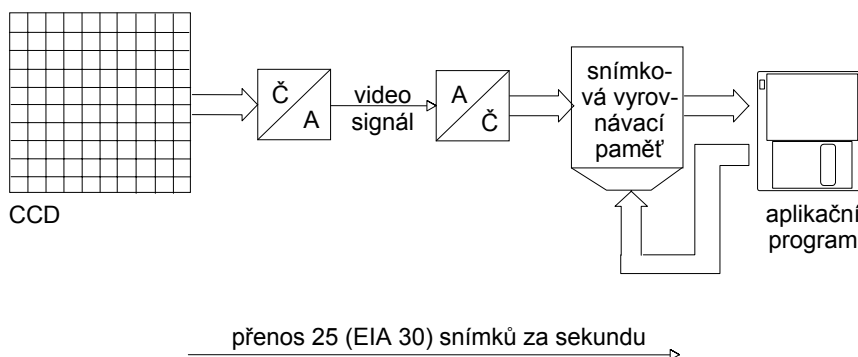 CCD
Č
A
video
signál
A
Č
snímko-
vá vyrov-
návací
paměť
aplikační
program
přenos 25 (EIA 30) snímků za sekundu